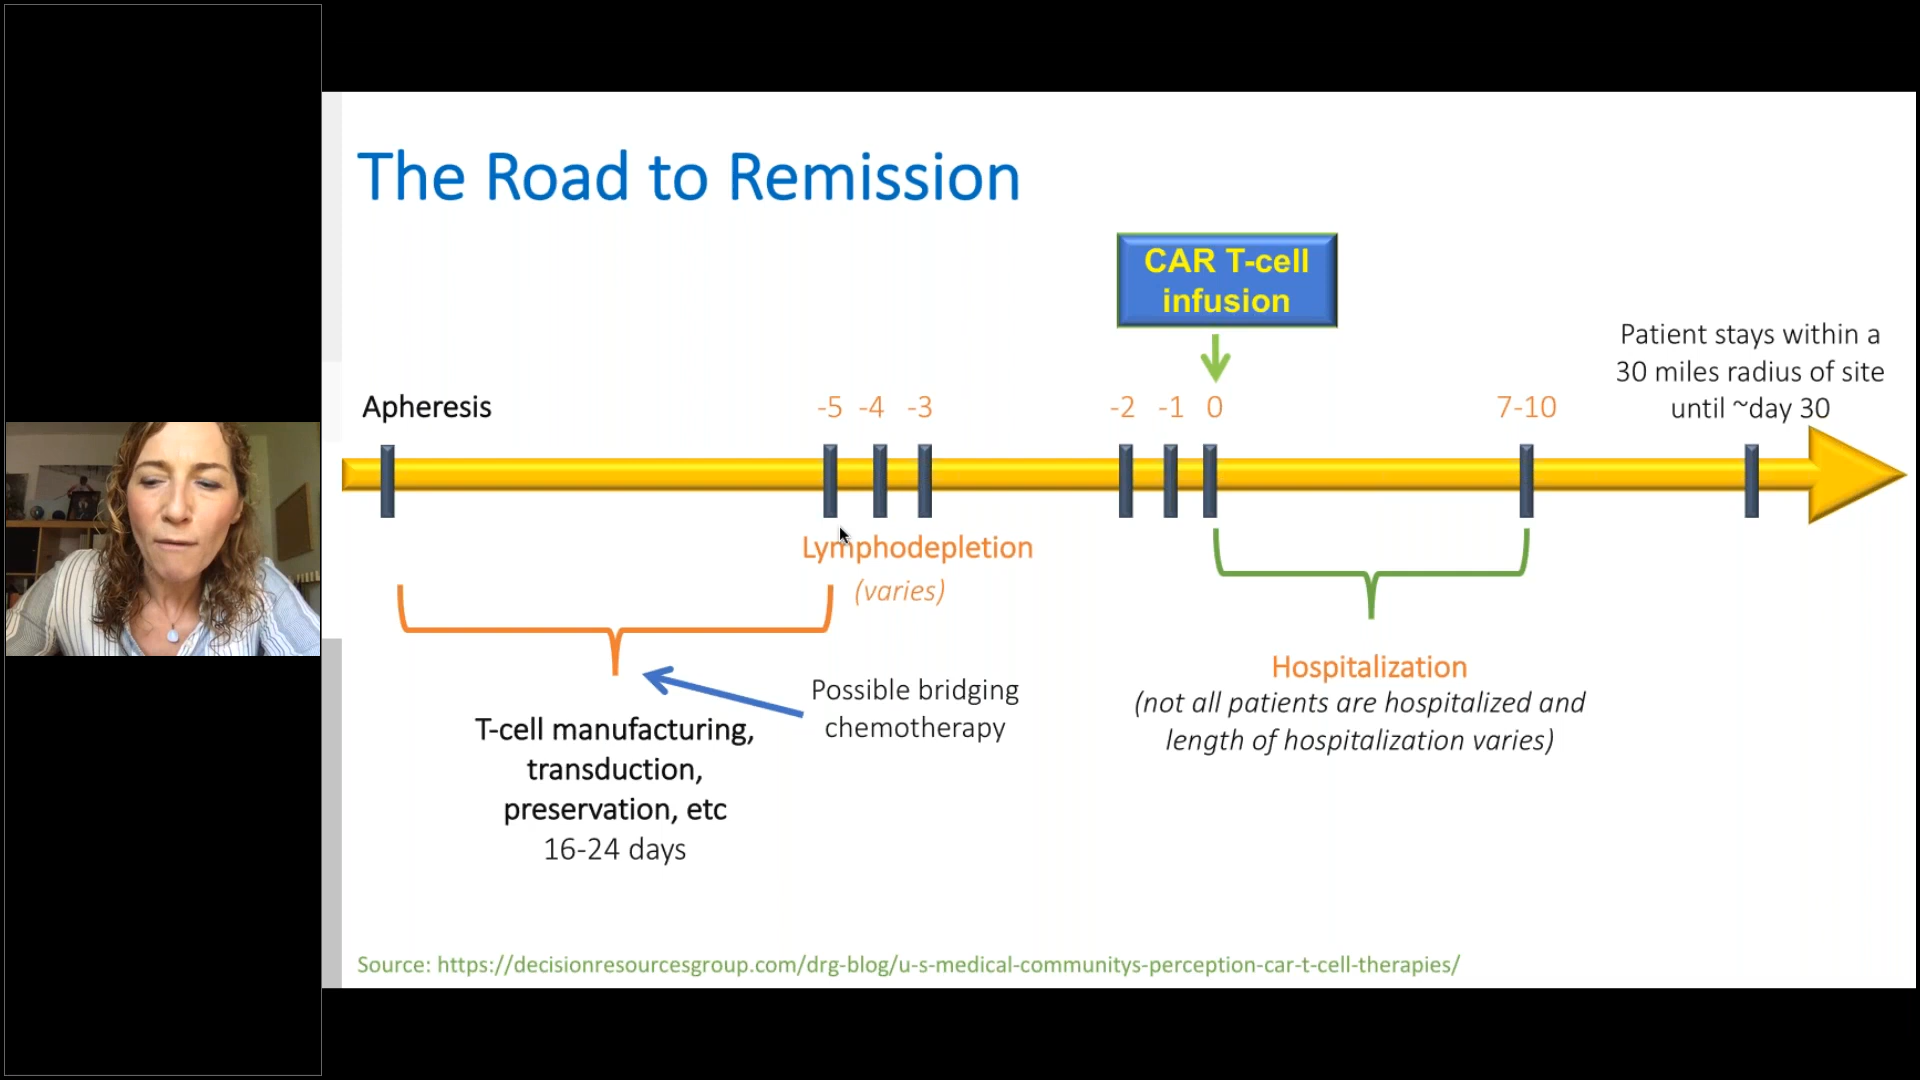 The Road to Remission
CAR T-cell
infusion
Patient stays within a
30 miles radius of site
until ~day 30
Apheresis
-5 -4 -3
-2 -1 0
7-10
Lymphodepletion
(varies)
Possible bridging
chemotherapy
T-cell manufacturing,
transduction,
preservation, etc
16-24 days
Hospitalization
(not all patients are hospitalized and
length of hospitalization varies)
Source: https://decisionresourcesgroup.com/drg-blog/u-s-medical-communitys-perception-car-t-cell-therapies/